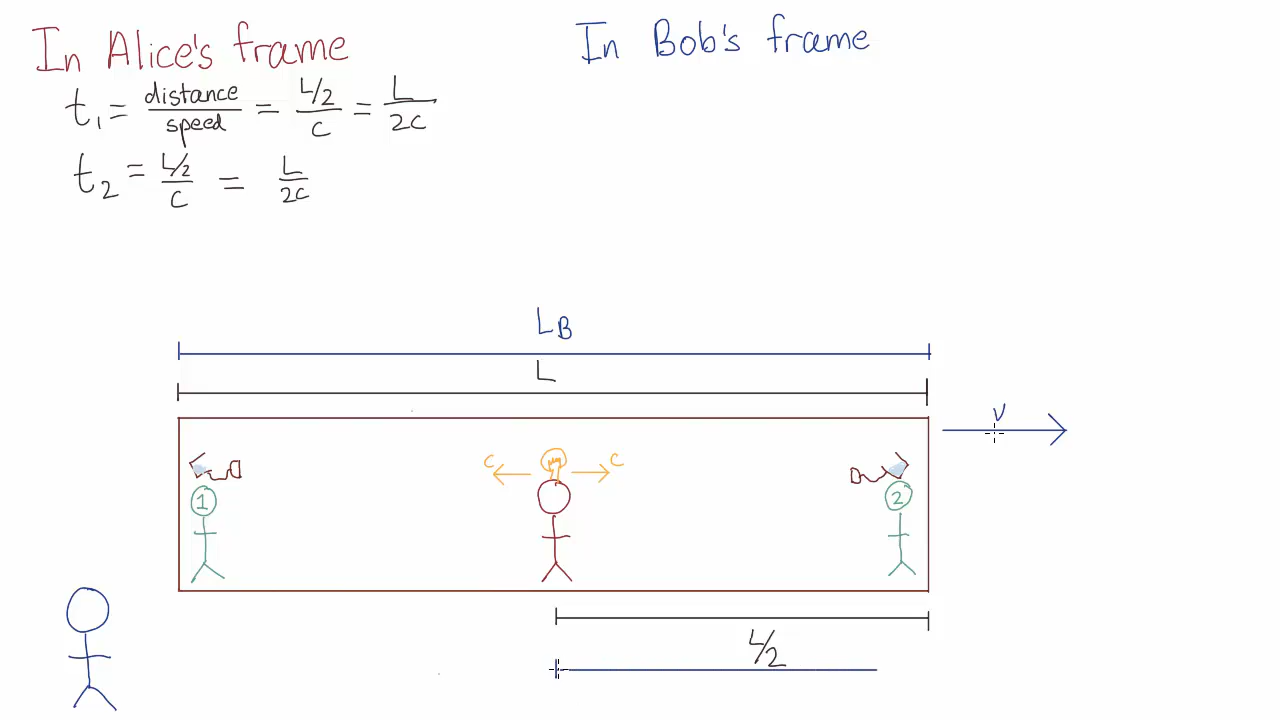 In Alice's frame
In Bob's frame
t₁ = distance/speed = L/2/c = L/2c
t₂ = L/2/c = L/2c
L_B
L
v
c c
1 2
L/2